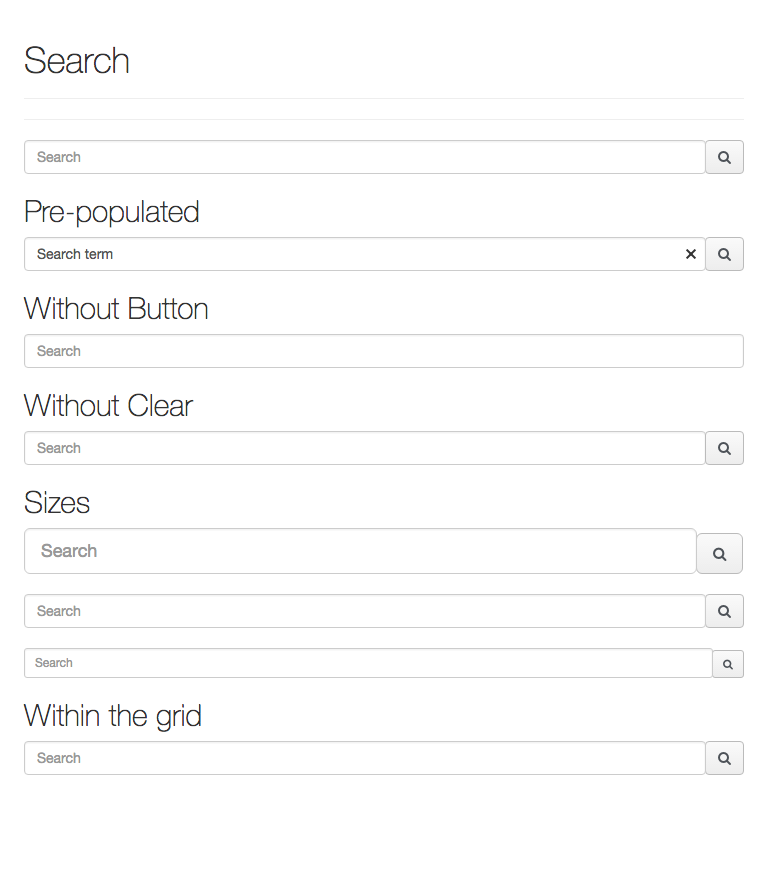 Search
Search
Pre-populated
Search term
Without Button
Search
Without Clear
Search
Sizes
Search
Search
Search
Within the grid
Search